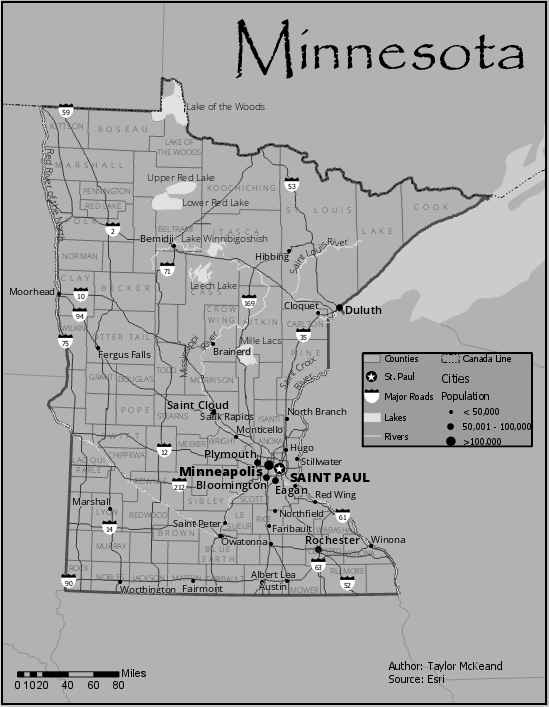 Minnesota
Lake of the Woods
59
KITTSON
ROSEAU
LAKE OF
THE WOODS
Red River of the North
MARSHALL
Upper Red Lake
KOOCHICHING
53
PENNINGTON
RED LAKE
Lower Red Lake
ST. LOUIS
COOK
LAKE
POLK
2
BELTRAMI
ITASCA
Bemidji
Lake Winnibigoshish
Saint Louis River
NORMAN
Hibbing
71
CLAY
Leech Lake
CASS
Moorhead
10
BECKER
169
Cloquet
Duluth
94
CROW
WING
AITKIN
CARLTON
WILKIN
75
OTTER TAIL
35
Mississippi
River
Mille Lacs
Fergus Falls
Brainerd
PINE
TODD
Saint Croix
River
GRANT
DOUGLAS
MORRISON
Saint Cloud
POPE
STEARNS
Sauk Rapids
ISANTI
North Branch
Monticello
ANOKA
SWIFT
12
MEEKER
WRIGHT
Hugo
CHIPPEWA
Plymouth
Stillwater
LACQUI
PARLE
Minneapolis
SAINT PAUL
RENVILLE
212
Bloomington
Eagan
SIBLEY
SCOTT
Red Wing
Marshall
LYON
REDWOOD
LE
SUEUR
RICE
Northfield
61
14
Saint Peter
Faribault
WABASHA
BROWN
Owatonna
Rochester
Winona
MURRAY
BLUE
EARTH
63
ROCK
NOBLES
JACKSON
MARTIN
FARIBAULT
Albert Lea
FILLMORE
90
Worthington
Fairmont
Austin
MOWER
52
Counties
Canada Line
St. Paul
Cities
Major Roads
Population
Lakes
< 50,000
50,001 - 100,000
Rivers
>100,000
Miles
0 10 20 40 60 80
Author: Taylor McKeand
Source: Esri